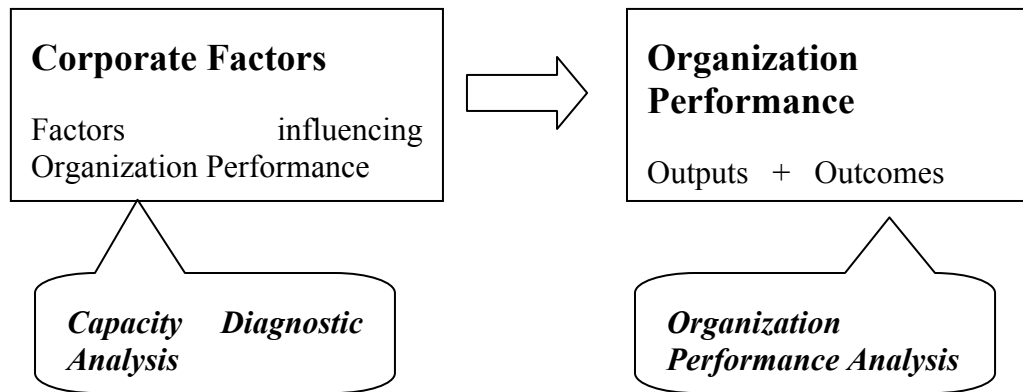 Corporate Factors
Factors influencing
Organization Performance
Organization
Performance
Outputs + Outcomes
Capacity Diagnostic
Analysis
Organization
Performance Analysis